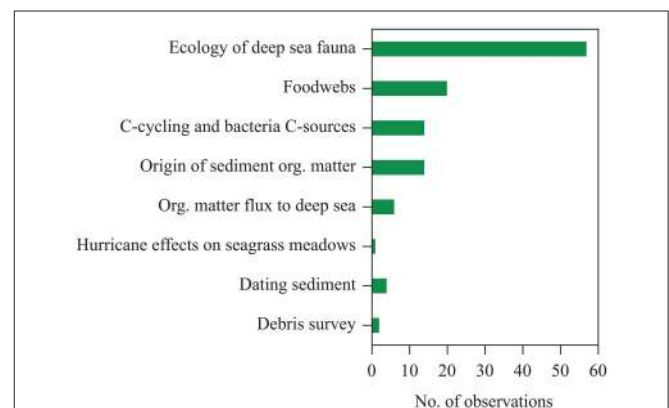 Ecology of deep sea fauna
Foodwebs
C-cycling and bacteria C-sources
Origin of sediment org. matter
Org. matter flux to deep sea
Hurricane effects on seagrass meadows
Dating sediment
Debris survey
0 10 20 30 40 50 60
No. of observations